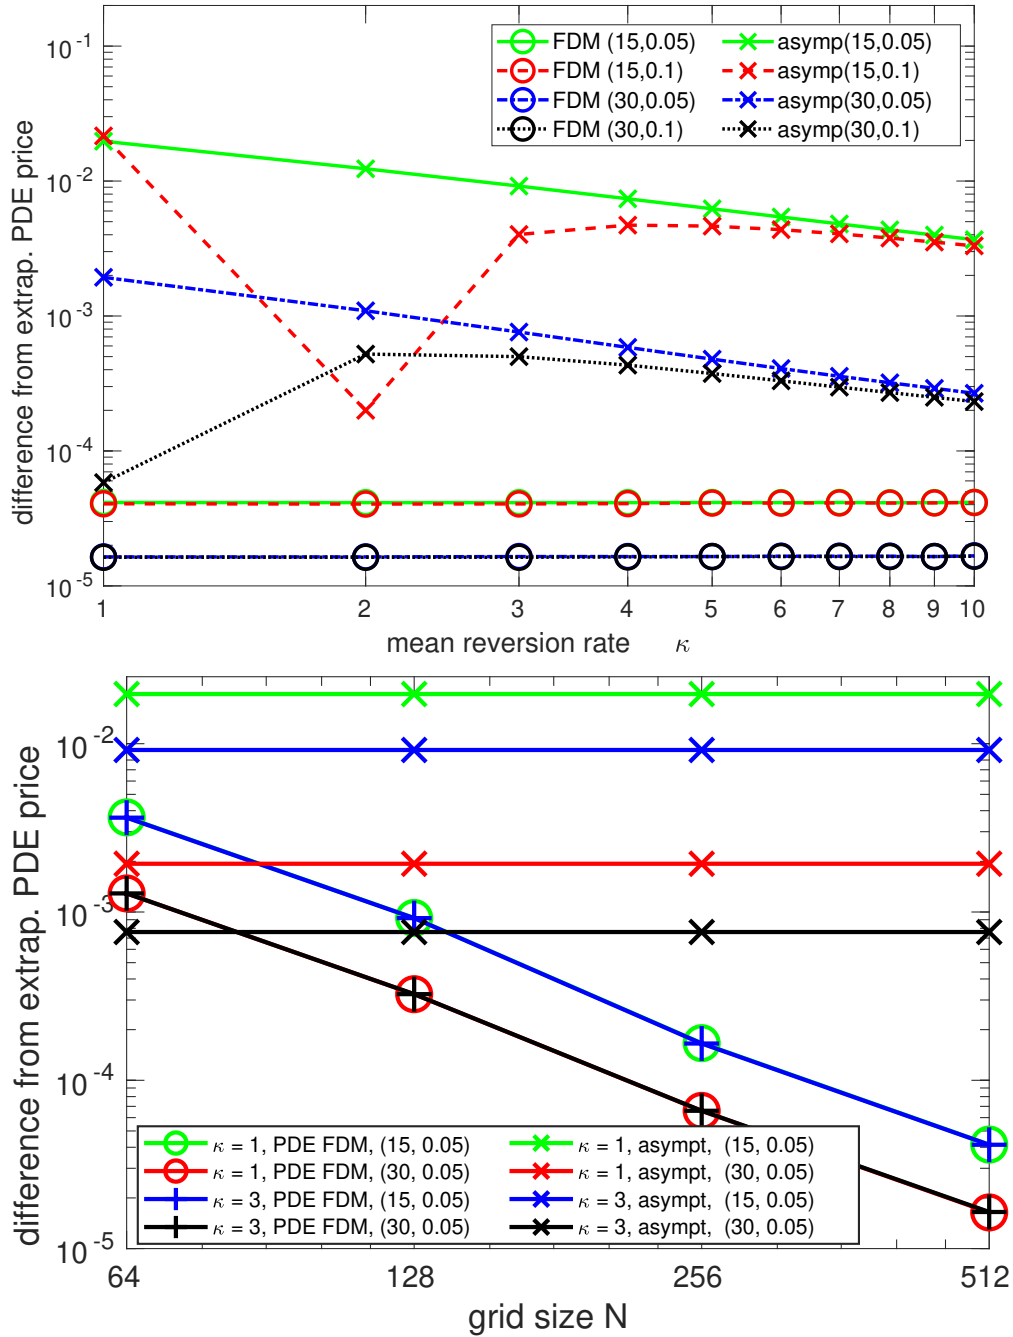 difference from extrap. PDE price
10^-1
10^-2
10^-3
10^-4
10^-5
FDM (15,0.05)
FDM (15,0.1)
FDM (30,0.05)
FDM (30,0.1)
asymp(15,0.05)
asymp(15,0.1)
asymp(30,0.05)
asymp(30,0.1)
1 2 3 4 5 6 7 8 9 10
mean reversion rate κ
difference from extrap. PDE price
10^-2
10^-3
10^-4
10^-5
κ = 1, PDE FDM, (15, 0.05)
κ = 1, PDE FDM, (30, 0.05)
κ = 3, PDE FDM, (15, 0.05)
κ = 3, PDE FDM, (30, 0.05)
κ = 1, asympt, (15, 0.05)
κ = 1, asympt, (30, 0.05)
κ = 3, asympt, (15, 0.05)
κ = 3, asympt, (30, 0.05)
64 128 256 512
grid size N